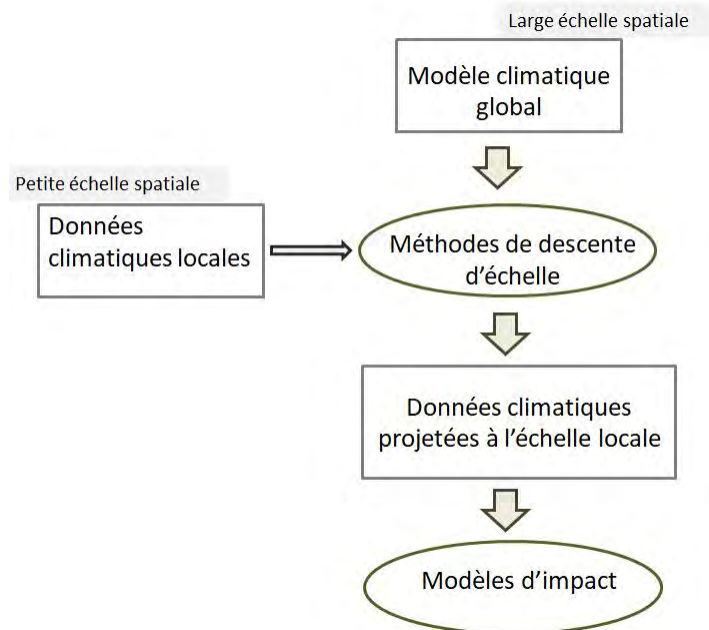 Large échelle spatiale
Modèle climatique
global
Petite échelle spatiale
Données
climatiques locales
Méthodes de descente
d'échelle
Données climatiques
projetées à l'échelle locale
Modèles d'impact